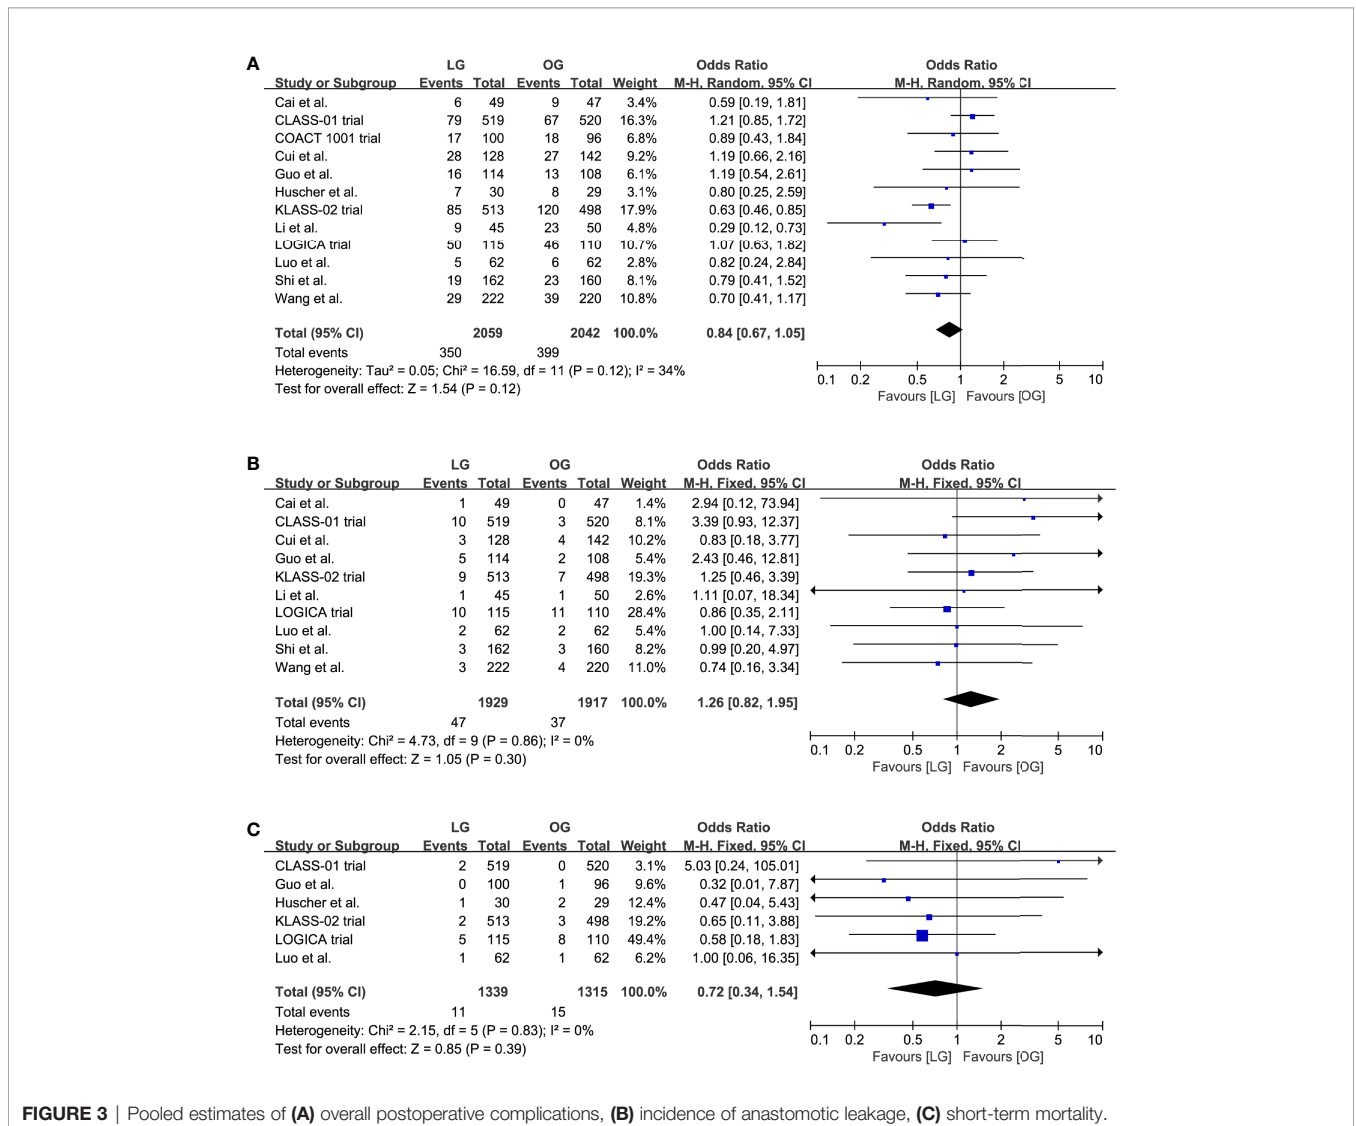 A
LG OG Odds Ratio Odds Ratio
Study or Subgroup Events Total Events Total Weight M-H, Random, 95% CI M-H, Random, 95% CI
Cai et al. 6 49 9 47 3.4% 0.59 [0.19, 1.81]
CLASS-01 trial 79 519 67 520 16.3% 1.21 [0.85, 1.72]
COACT 1001 trial 17 100 18 96 6.8% 0.89 [0.43, 1.84]
Cui et al. 28 128 27 142 9.2% 1.19 [0.66, 2.16]
Guo et al. 16 114 13 108 6.1% 1.19 [0.54, 2.61]
Huscher et al. 7 30 8 29 3.1% 0.80 [0.25, 2.59]
KLASS-02 trial 85 513 120 498 17.9% 0.63 [0.46, 0.85]
Li et al. 9 45 23 50 4.8% 0.29 [0.12, 0.73]
LOGICA trial 50 115 46 110 10.7% 1.07 [0.63, 1.82]
Luo et al. 5 62 6 62 2.8% 0.82 [0.24, 2.84]
Shi et al. 19 162 23 160 8.1% 0.79 [0.41, 1.52]
Wang et al. 29 222 39 220 10.8% 0.70 [0.41, 1.17]
Total (95% CI) 2059 2042 100.0% 0.84 [0.67, 1.05]
Total events 350 399
Heterogeneity: Tau² = 0.05; Chi² = 16.59, df = 11 (P = 0.12); I² = 34%
Test for overall effect: Z = 1.54 (P = 0.12)
0.1 0.2 0.5 1 2 5 10
Favours [LG] Favours [OG]
B
LG OG Odds Ratio Odds Ratio
Study or Subgroup Events Total Events Total Weight M-H, Fixed, 95% CI M-H, Fixed, 95% CI
Cai et al. 1 49 0 47 1.4% 2.94 [0.12, 73.94]
CLASS-01 trial 10 519 3 520 8.1% 3.39 [0.93, 12.37]
Cui et al. 3 128 4 142 10.2% 0.83 [0.18, 3.77]
Guo et al. 5 114 2 108 5.4% 2.43 [0.46, 12.81]
KLASS-02 trial 9 513 7 498 19.3% 1.25 [0.46, 3.39]
Li et al. 1 45 1 50 2.6% 1.11 [0.07, 18.34]
LOGICA trial 10 115 11 110 28.4% 0.86 [0.35, 2.11]
Luo et al. 2 62 2 62 5.4% 1.00 [0.14, 7.33]
Shi et al. 3 162 3 160 8.2% 0.99 [0.20, 4.97]
Wang et al. 3 222 4 220 11.0% 0.74 [0.16, 3.34]
Total (95% CI) 1929 1917 100.0% 1.26 [0.82, 1.95]
Total events 47 37
Heterogeneity: Chi² = 4.73, df = 9 (P = 0.86); I² = 0%
Test for overall effect: Z = 1.05 (P = 0.30)
0.1 0.2 0.5 1 2 5 10
Favours [LG] Favours [OG]
C
LG OG Odds Ratio Odds Ratio
Study or Subgroup Events Total Events Total Weight M-H, Fixed, 95% CI M-H, Fixed, 95% CI
CLASS-01 trial 2 519 0 520 3.1% 5.03 [0.24, 105.01]
Guo et al. 0 100 1 96 9.6% 0.32 [0.01, 7.87]
Huscher et al. 1 30 2 29 12.4% 0.47 [0.04, 5.43]
KLASS-02 trial 2 513 3 498 19.2% 0.65 [0.11, 3.88]
LOGICA trial 5 115 8 110 49.4% 0.58 [0.18, 1.83]
Luo et al. 1 62 1 62 6.2% 1.00 [0.06, 16.35]
Total (95% CI) 1339 1315 100.0% 0.72 [0.34, 1.54]
Total events 11 15
Heterogeneity: Chi² = 2.15, df = 5 (P = 0.83); I² = 0%
Test for overall effect: Z = 0.85 (P = 0.39)
0.1 0.2 0.5 1 2 5 10
Favours [LG] Favours [OG]
FIGURE 3 | Pooled estimates of (A) overall postoperative complications, (B) incidence of anastomotic leakage, (C) short-term mortality.